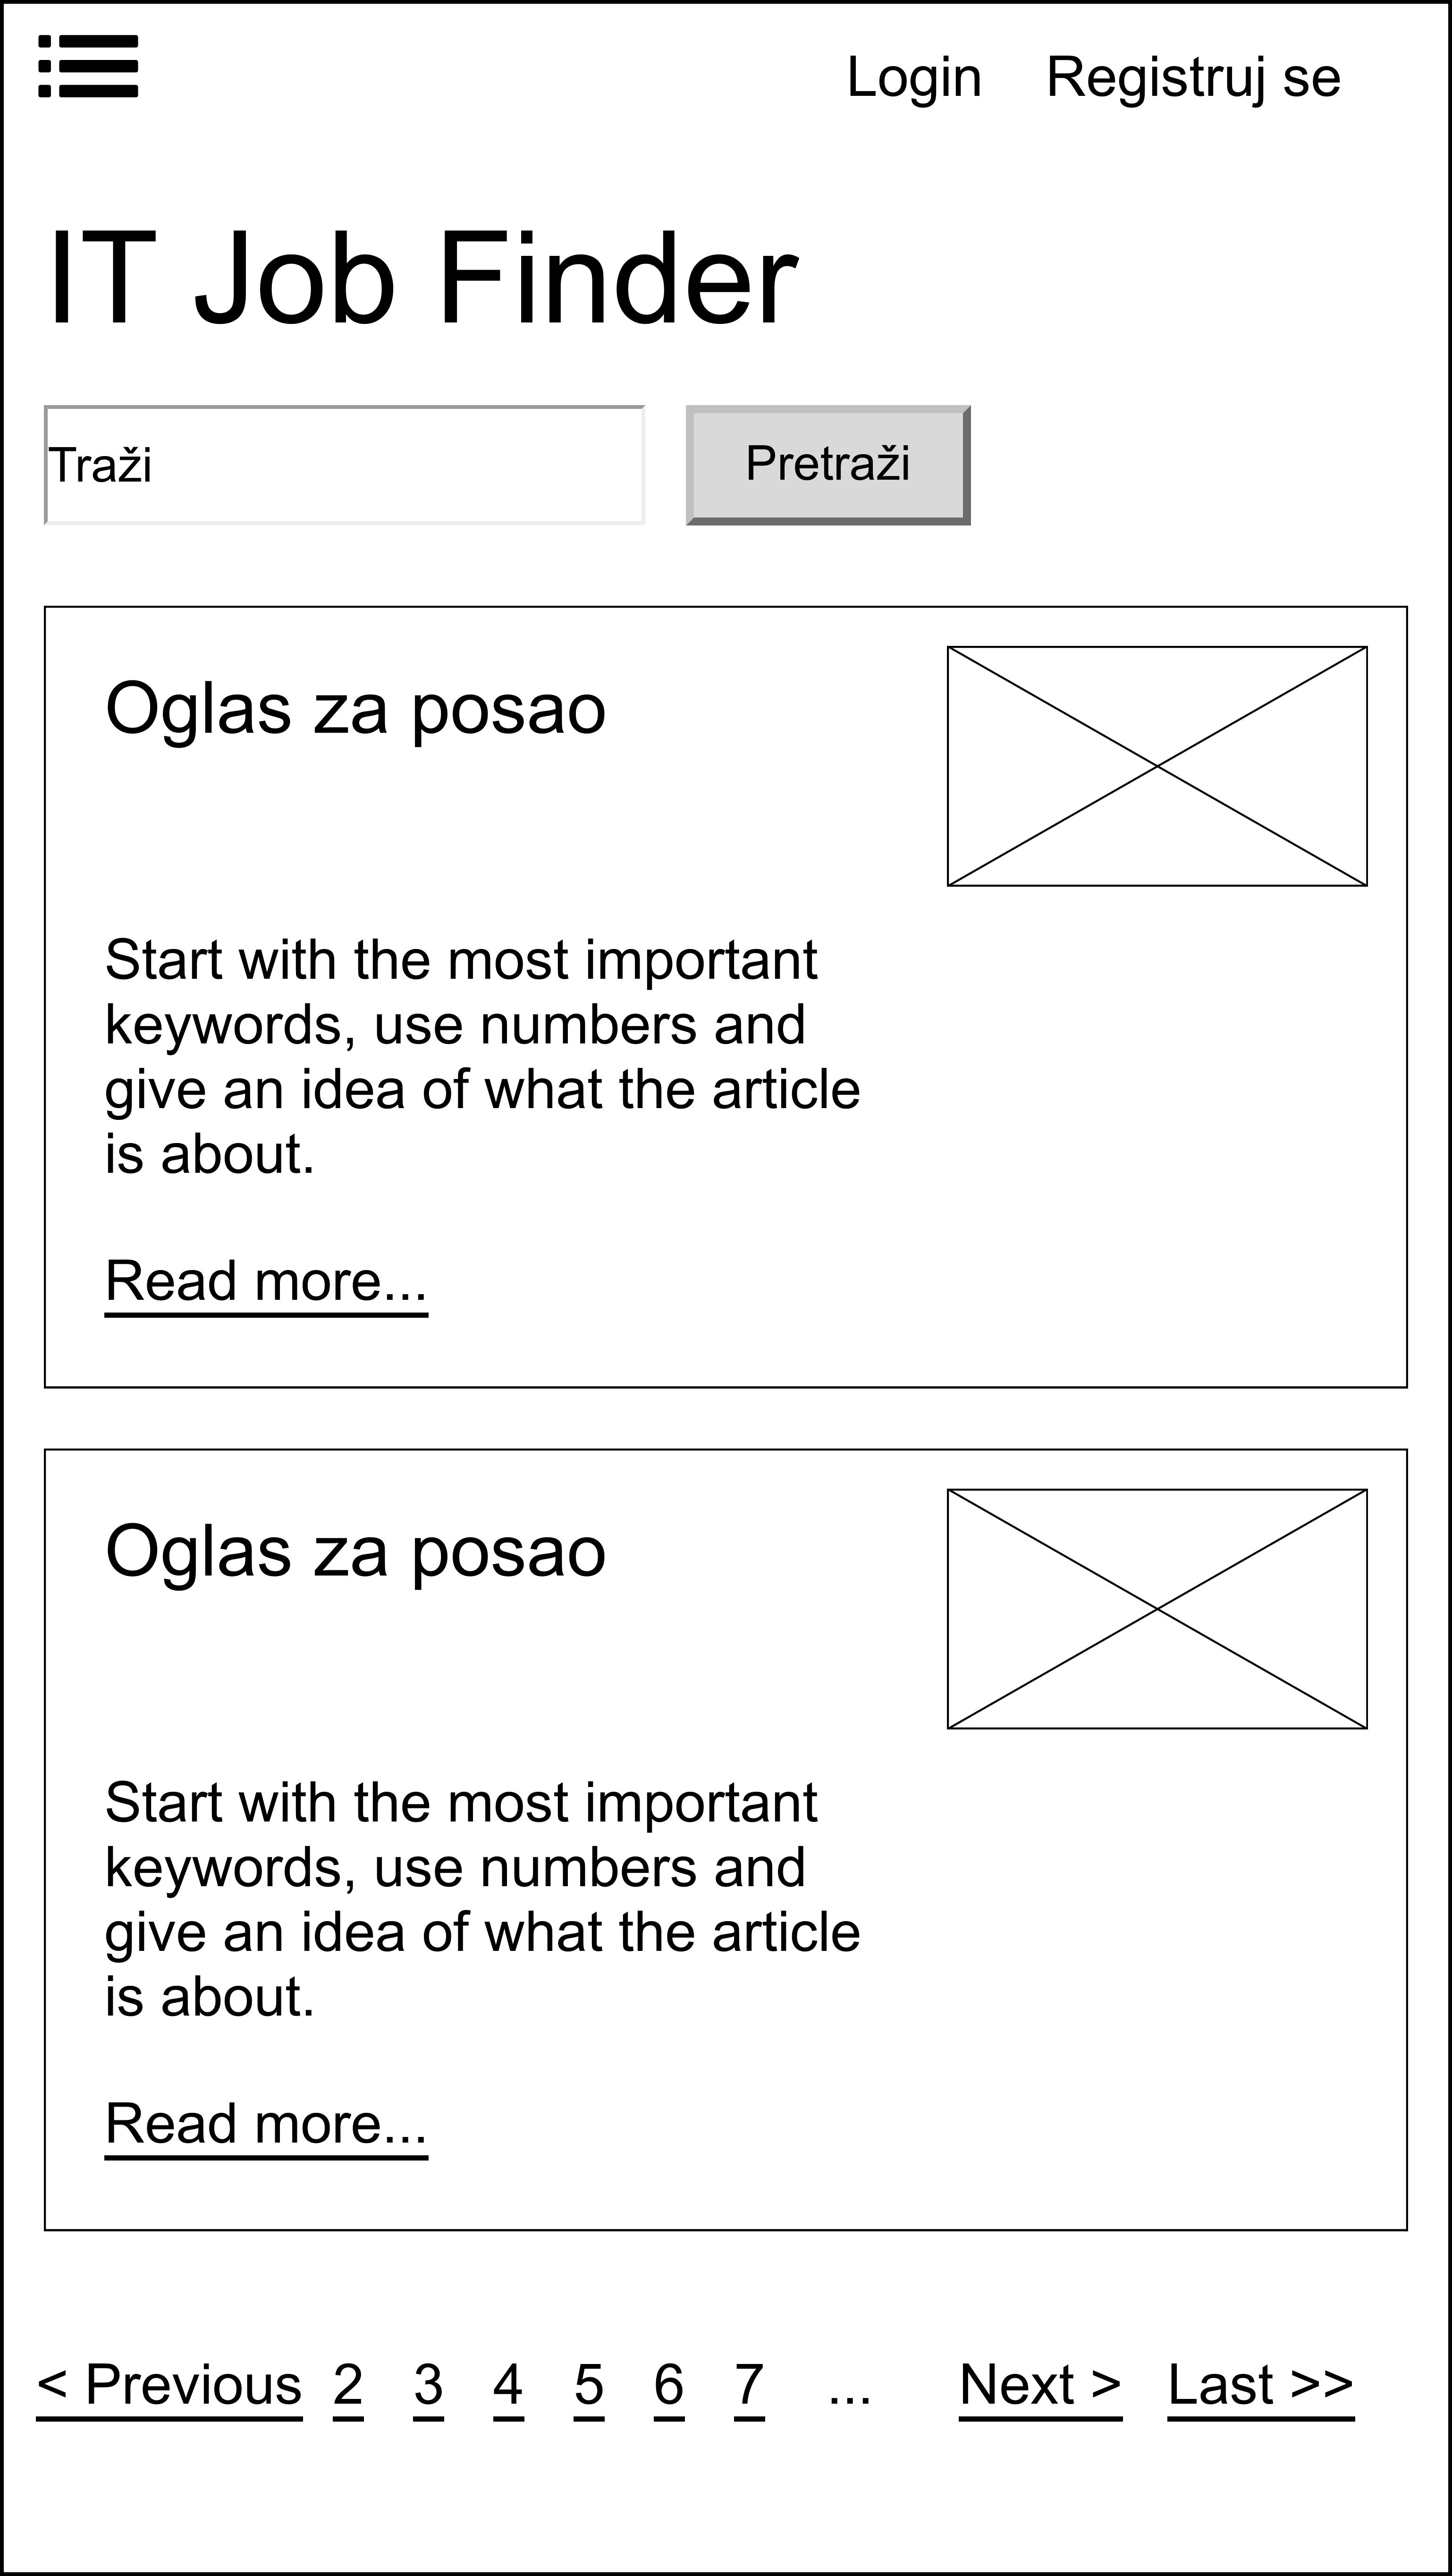 Login Registruj se
IT Job Finder
Traži Pretraži
Oglas za posao
Start with the most important
keywords, use numbers and
give an idea of what the article
is about.
Read more...
Oglas za posao
Start with the most important
keywords, use numbers and
give an idea of what the article
is about.
Read more...
< Previous 2 3 4 5 6 7 ... Next > Last >>